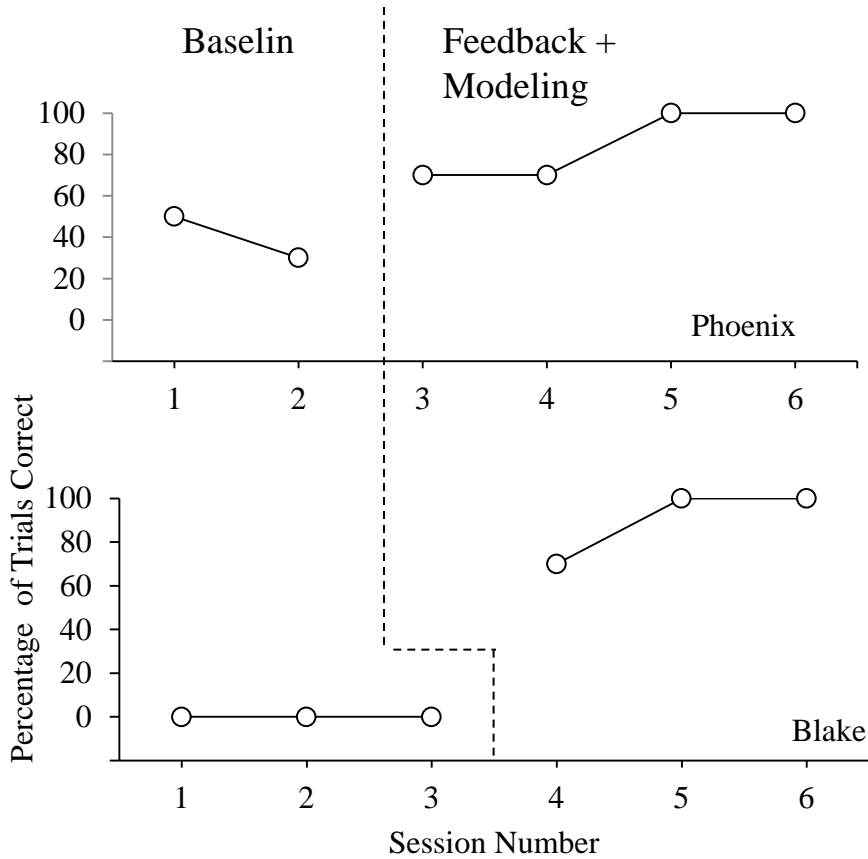 Baselin
Feedback +
Modeling
100
80
60
40
20
0
Phoenix
1 2 3 4 5 6
Percentage of Trials Correct
100
80
60
40
20
0
Blake
1 2 3 4 5 6
Session Number